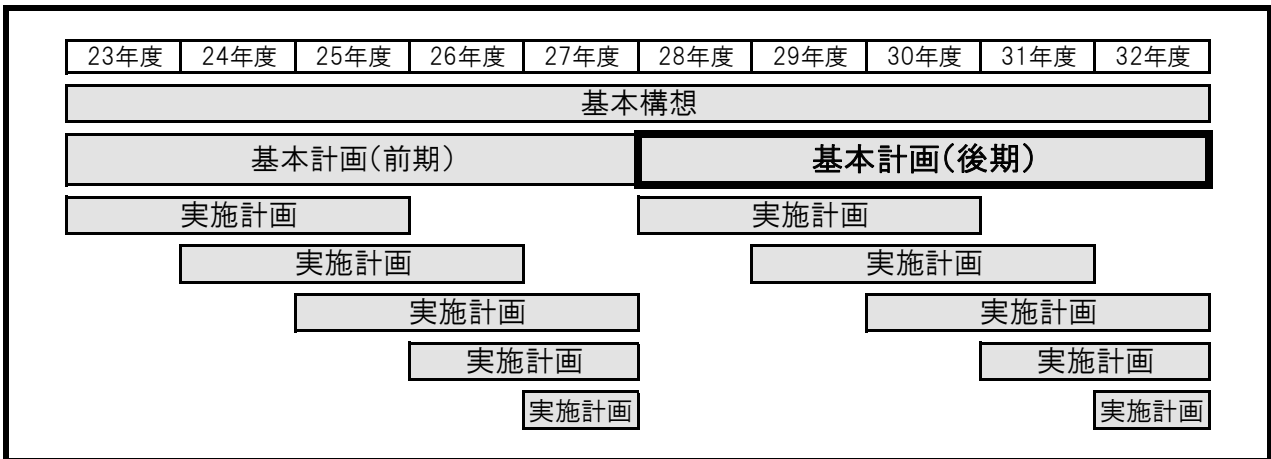 23年度 24年度 25年度 26年度 27年度 28年度 29年度 30年度 31年度 32年度
基本構想
基本計画(前期) 基本計画(後期)
実施計画 実施計画
実施計画 実施計画
実施計画 実施計画
実施計画 実施計画
実施計画 実施計画